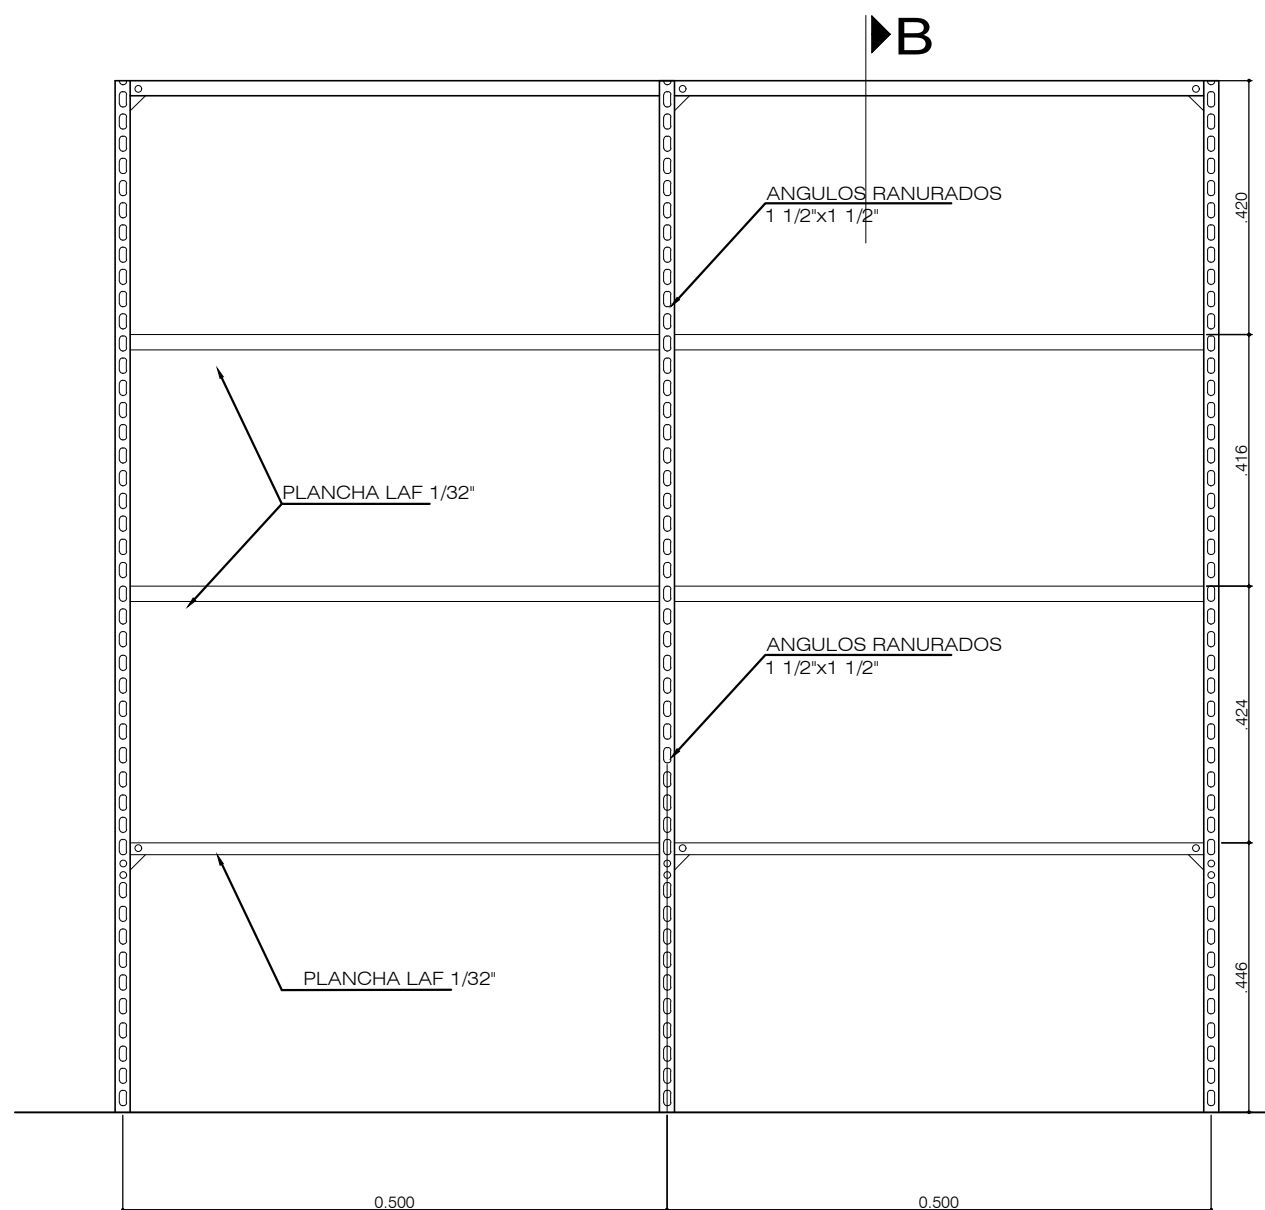 B
ANGULOS RANURADOS
1 1/2"x1 1/2"
.420
.416
PLANCHA LAF 1/32"
ANGULOS RANURADOS
1 1/2"x1 1/2"
.424
PLANCHA LAF 1/32"
.446
0.500
0.500